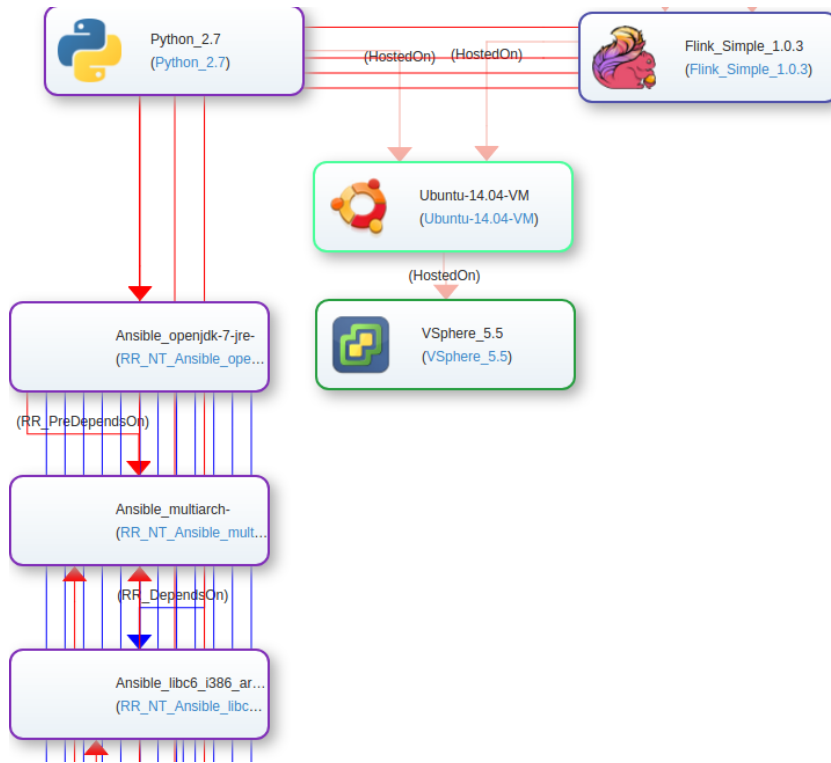 Python_2.7
(Python_2.7)
(HostedOn)
(HostedOn)
Flink_Simple_1.0.3
(Flink_Simple_1.0.3)
Ubuntu-14.04-VM
(Ubuntu-14.04-VM)
(HostedOn)
Ansible_openjdk-7-jre-
(RR_NT_Ansible_ope...
VSphere_5.5
(VSphere_5.5)
(RR_PreDependsOn)
Ansible_multiarch-
(RR_NT_Ansible_mult...
(RR_DependsOn)
Ansible_libc6_i386_ar...
(RR_NT_Ansible_libc...